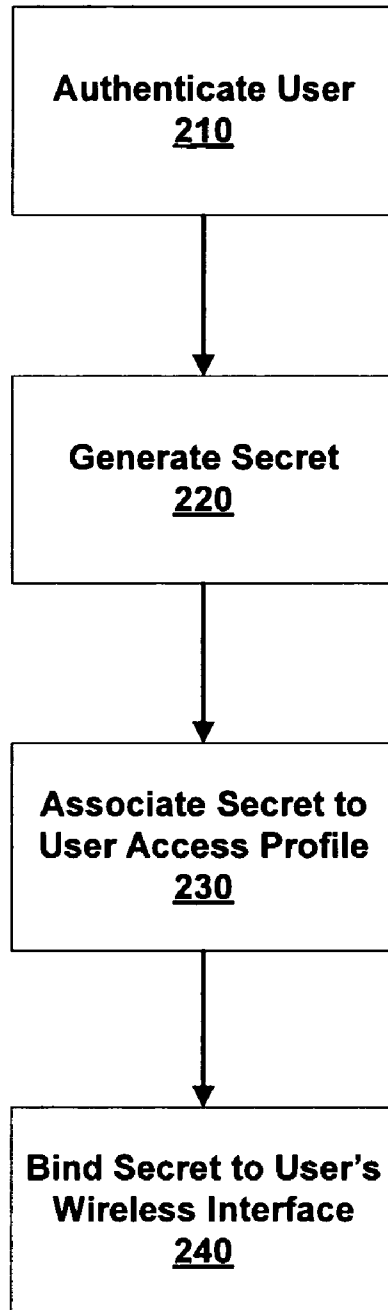 Authenticate User
210
Generate Secret
220
Associate Secret to
User Access Profile
230
Bind Secret to User's
Wireless Interface
240